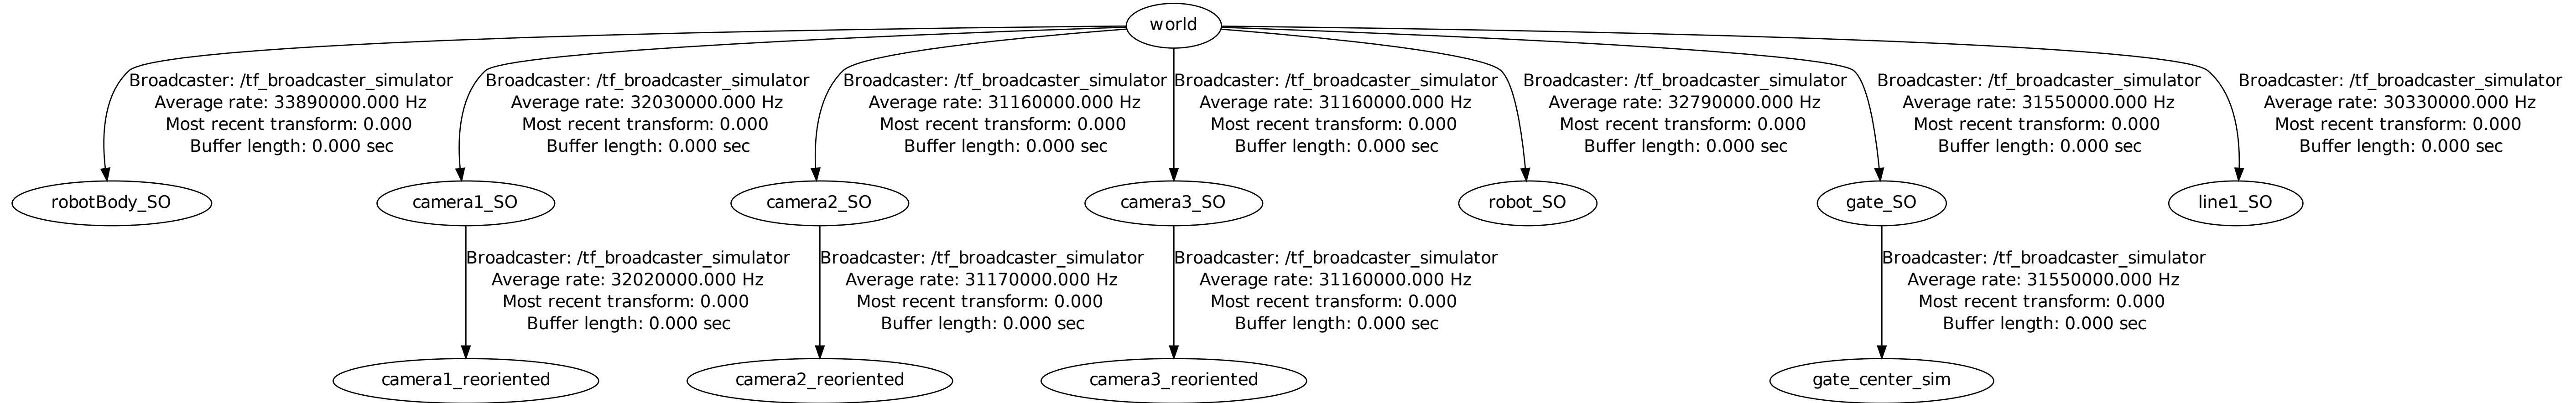 world
Broadcaster: /tf_broadcaster_simulator
Average rate: 33890000.000 Hz
Most recent transform: 0.000
Buffer length: 0.000 sec
Broadcaster: /tf_broadcaster_simulator
Average rate: 32030000.000 Hz
Most recent transform: 0.000
Buffer length: 0.000 sec
Broadcaster: /tf_broadcaster_simulator
Average rate: 31160000.000 Hz
Most recent transform: 0.000
Buffer length: 0.000 sec
Broadcaster: /tf_broadcaster_simulator
Average rate: 31160000.000 Hz
Most recent transform: 0.000
Buffer length: 0.000 sec
Broadcaster: /tf_broadcaster_simulator
Average rate: 32790000.000 Hz
Most recent transform: 0.000
Buffer length: 0.000 sec
Broadcaster: /tf_broadcaster_simulator
Average rate: 31550000.000 Hz
Most recent transform: 0.000
Buffer length: 0.000 sec
Broadcaster: /tf_broadcaster_simulator
Average rate: 30330000.000 Hz
Most recent transform: 0.000
Buffer length: 0.000 sec
robotBody_SO
camera1_SO
camera2_SO
camera3_SO
robot_SO
gate_SO
line1_SO
Broadcaster: /tf_broadcaster_simulator
Average rate: 32020000.000 Hz
Most recent transform: 0.000
Buffer length: 0.000 sec
Broadcaster: /tf_broadcaster_simulator
Average rate: 31170000.000 Hz
Most recent transform: 0.000
Buffer length: 0.000 sec
Broadcaster: /tf_broadcaster_simulator
Average rate: 31160000.000 Hz
Most recent transform: 0.000
Buffer length: 0.000 sec
Broadcaster: /tf_broadcaster_simulator
Average rate: 31550000.000 Hz
Most recent transform: 0.000
Buffer length: 0.000 sec
camera1_reoriented
camera2_reoriented
camera3_reoriented
gate_center_sim